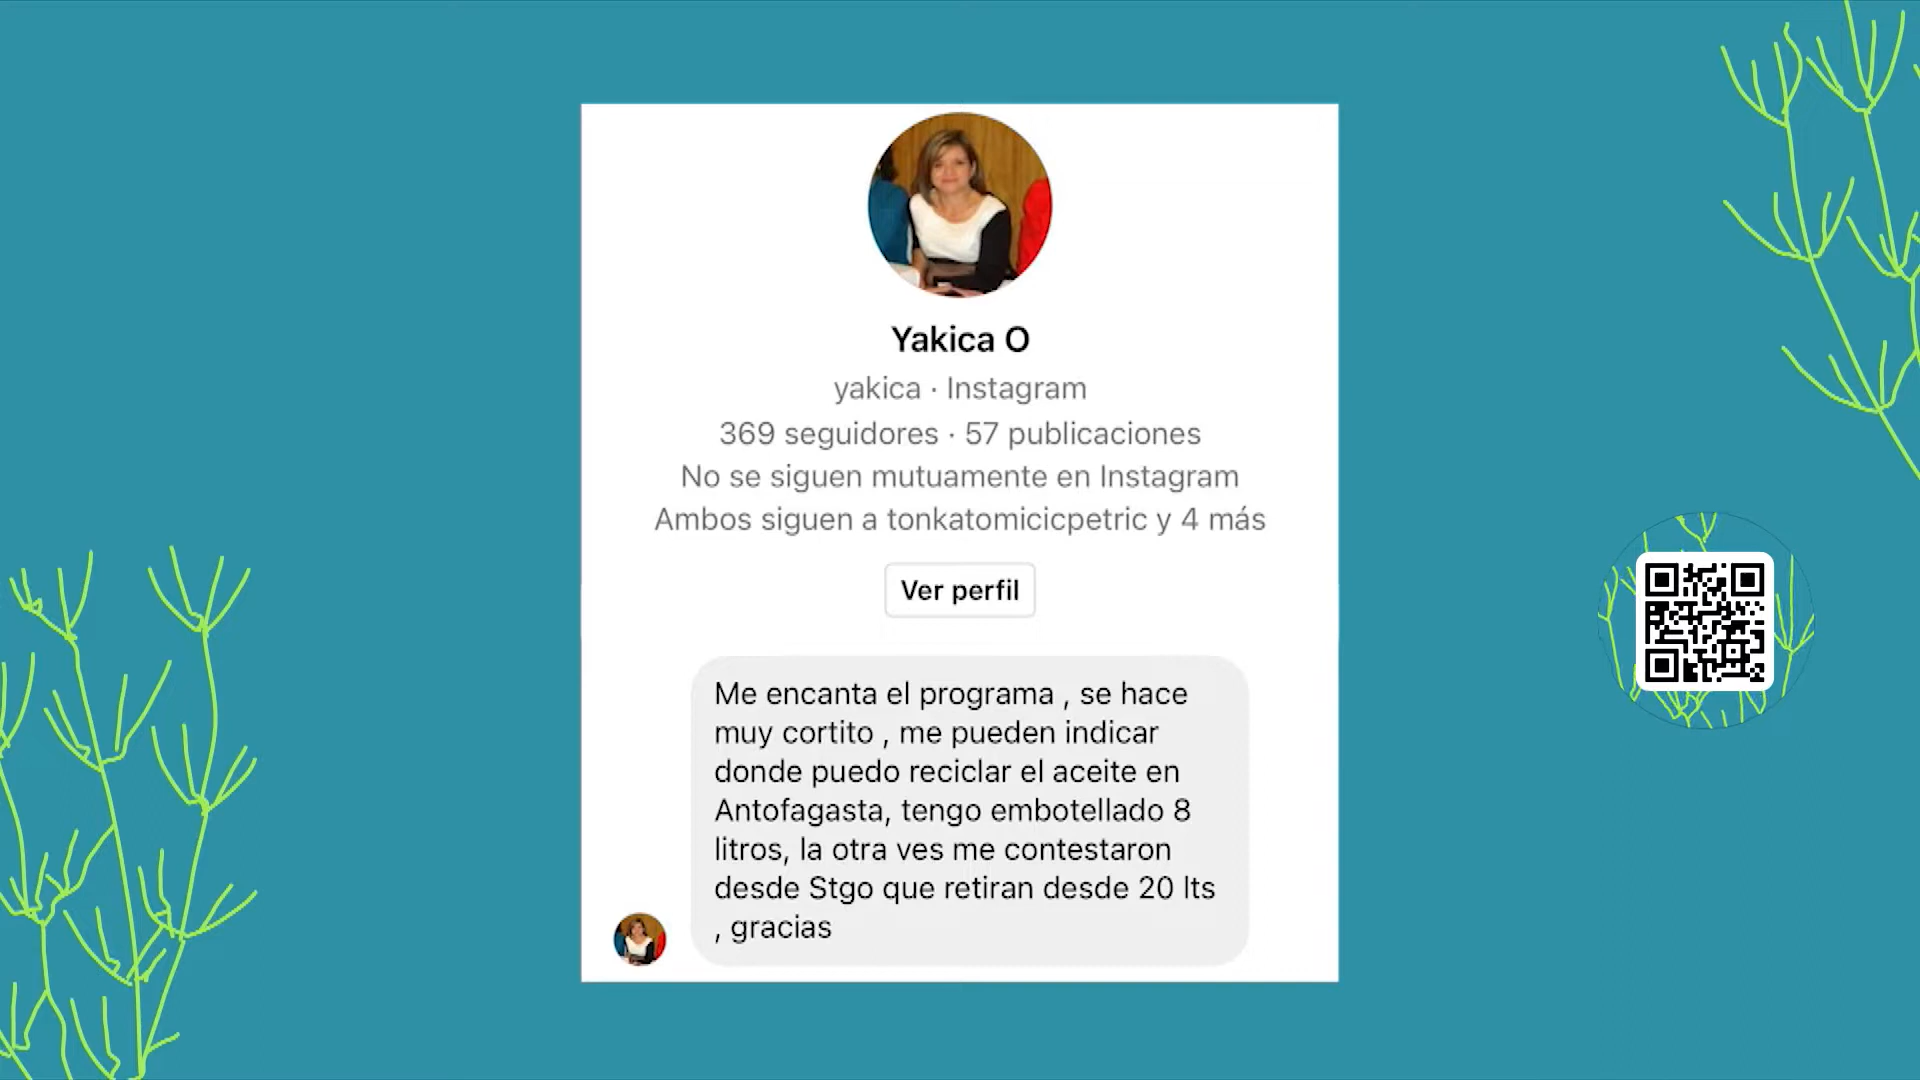 Yakica O
yakica · Instagram
369 seguidores · 57 publicaciones
No se siguen mutuamente en Instagram
Ambos siguen a tonkatomicicpetric y 4 más
Ver perfil
Me encanta el programa , se hace
muy cortito , me pueden indicar
donde puedo reciclar el aceite en
Antofagasta, tengo embotellado 8
litros, la otra ves me contestaron
desde Stgo que retiran desde 20 lts
, gracias